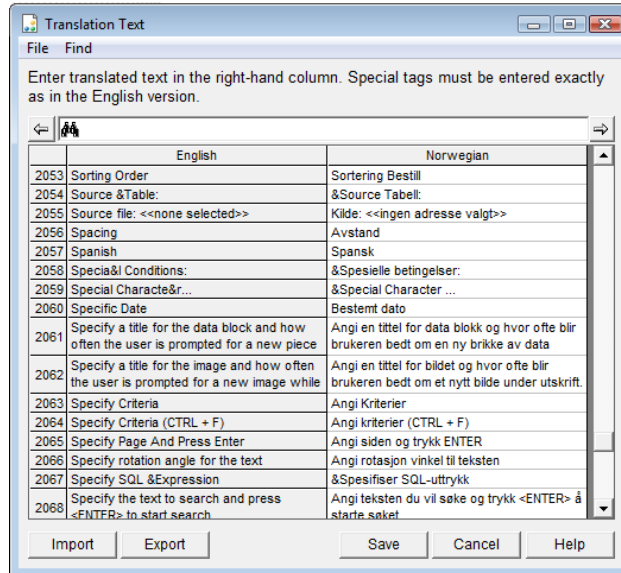 Translation Text
File Find
Enter translated text in the right-hand column. Special tags must be entered exactly
as in the English version.
English Norwegian
2053 Sorting Order Sortering Bestill
2054 Source &Table: &Source Tabell:
2055 Source file: <<none selected>> Kilde: <<ingen adresse valgt>>
2056 Spacing Avstand
2057 Spanish Spansk
2058 Specia&l Conditions: &Spesielle betingelser:
2059 Special Characte&r... &Special Character ...
2060 Specific Date Bestemt dato
2061 Specify a title for the data block and how Angi en tittel for data blokk og hvor ofte blir
often the user is prompted for a new piece brukeren bedt om en ny brikke av data
2062 Specify a title for the image and how often Angi en tittel for bildet og hvor ofte blir
the user is prompted for a new image while brukeren bedt om et nytt bilde under utskrift.
2063 Specify Criteria Angi Kriterier
2064 Specify Criteria (CTRL + F) Angi kriterier (CTRL + F)
2065 Specify Page And Press Enter Angi siden og trykk ENTER
2066 Specify rotation angle for the text Angi rotasjon vinkel til teksten
2067 Specify SQL &Expression &Spesifiser SQL-uttrykk
2068 Specify the text to search and press Angi teksten du vil søke og trykk <ENTER> å
<ENTER> to start search starte søket
Import Export Save Cancel Help